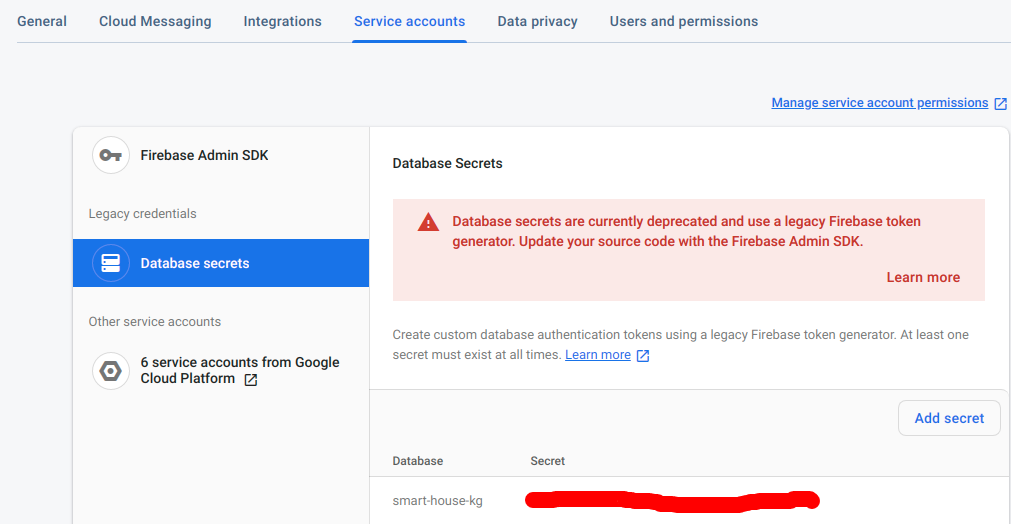 General Cloud Messaging Integrations Service accounts Data privacy Users and permissions
Manage service account permissions
Firebase Admin SDK
Legacy credentials
Database secrets
Other service accounts
6 service accounts from Google
Cloud Platform
Database Secrets
Database secrets are currently deprecated and use a legacy Firebase token
generator. Update your source code with the Firebase Admin SDK.
Learn more
Create custom database authentication tokens using a legacy Firebase token generator. At least one
secret must exist at all times. Learn more
Add secret
Database Secret
smart-house-kg